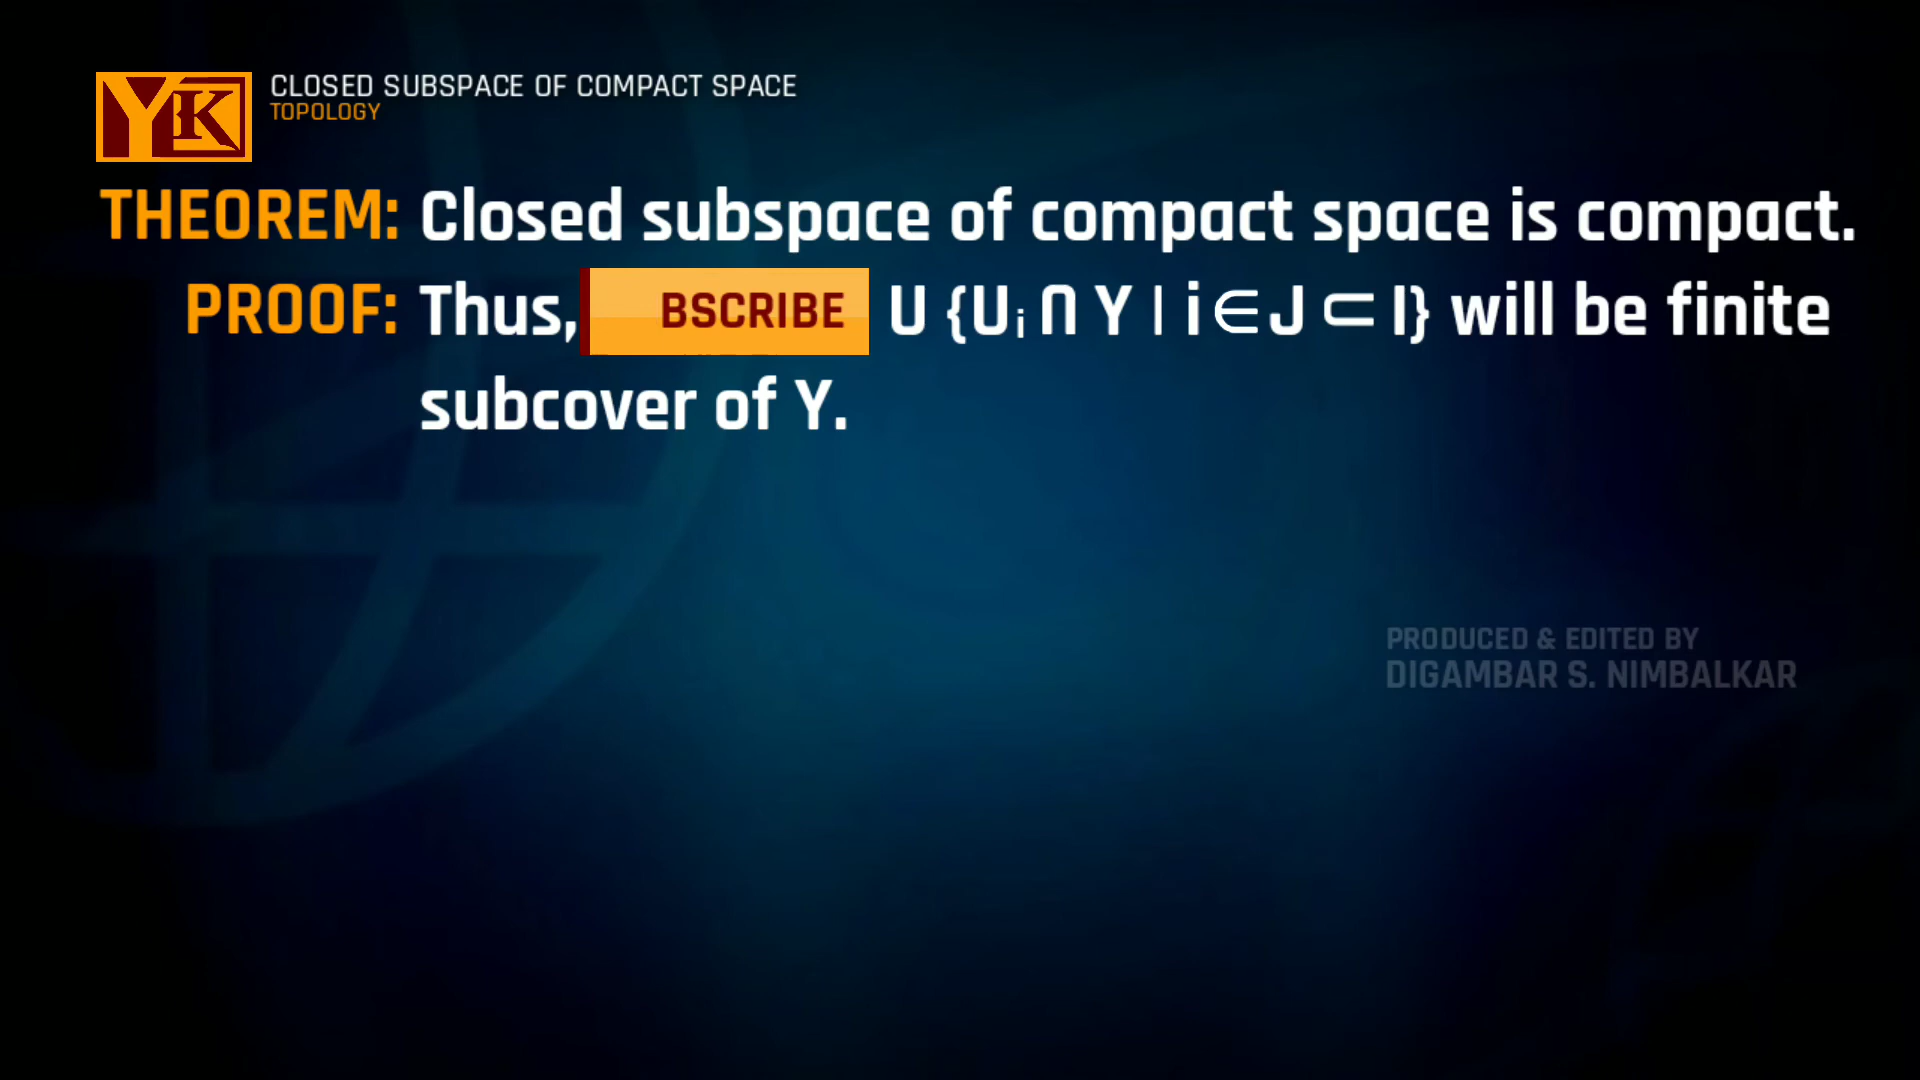 YK
CLOSED SUBSPACE OF COMPACT SPACE
TOPOLOGY
THEOREM: Closed subspace of compact space is compact.
PROOF: Thus, BSCRIBE U {Uᵢ ∩ Y | i ∈ J ⊂ I} will be finite
subcover of Y.
PRODUCED & EDITED BY
DIGAMBAR S. NIMBALKAR